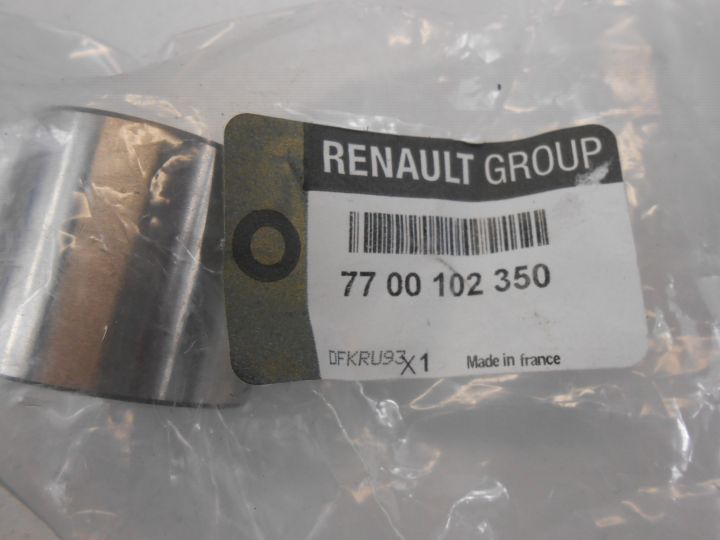 RENAULT GROUP
77 00 102 350
DFKRU93 X1 Made in france